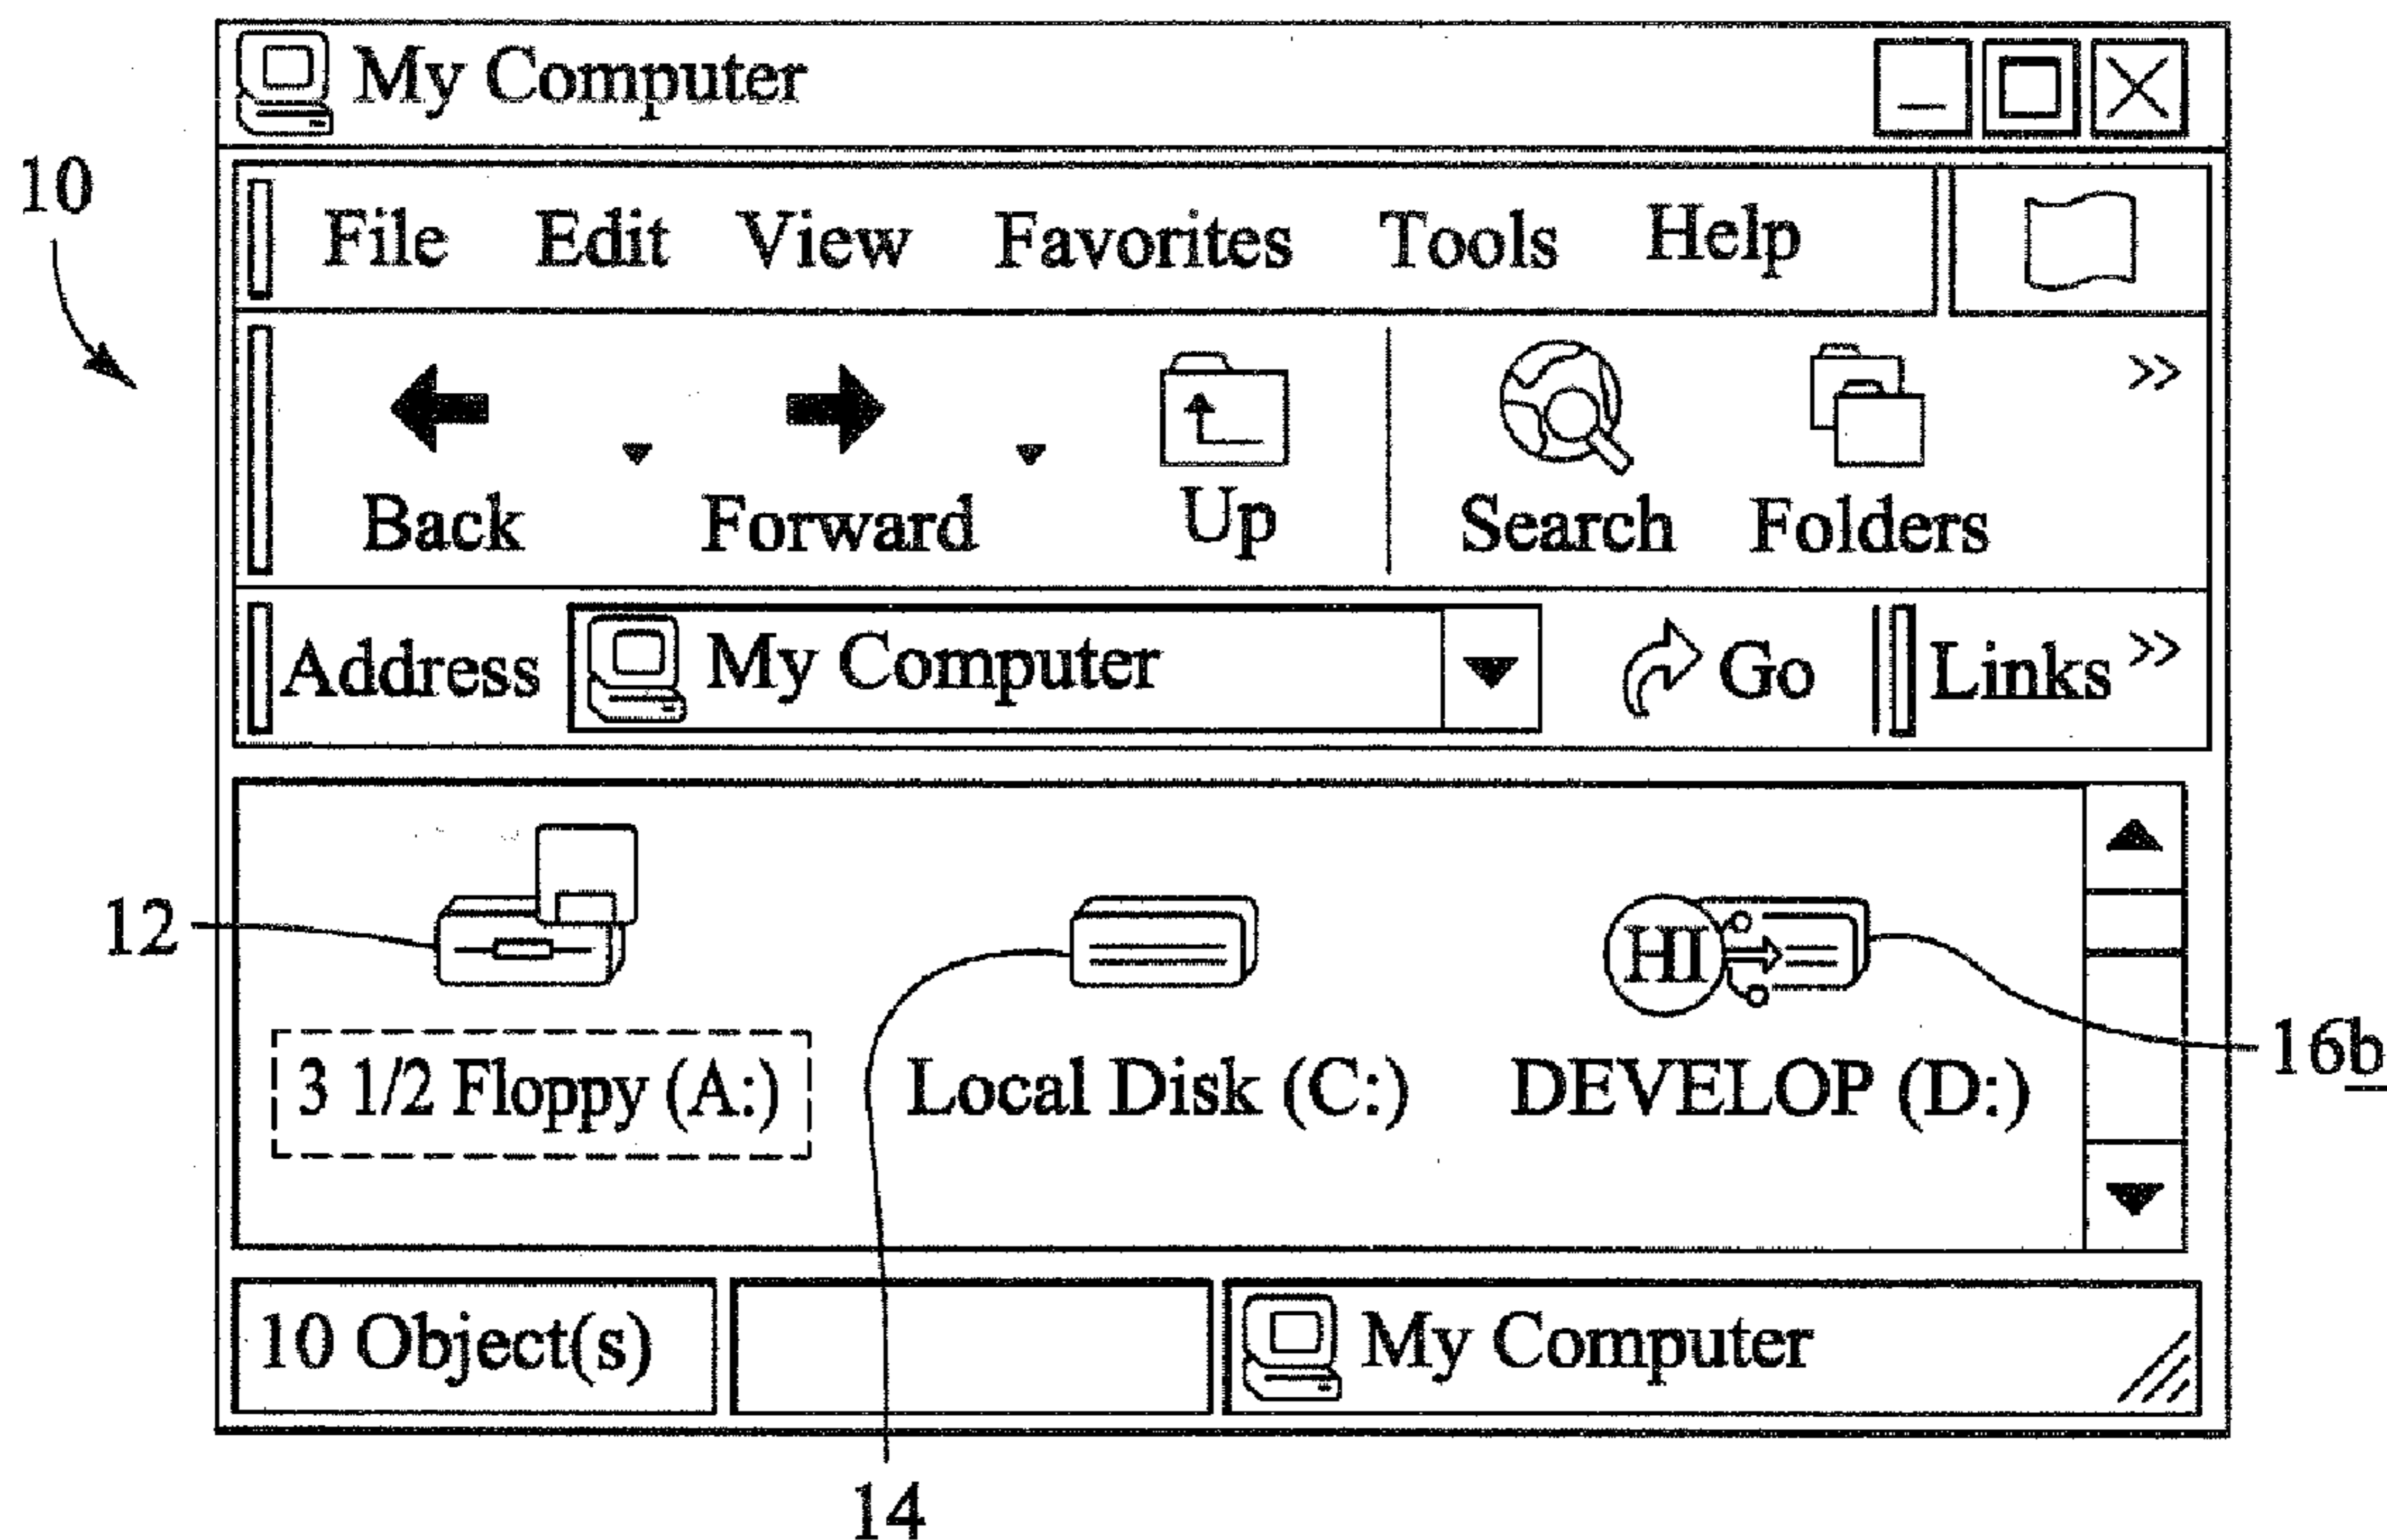 My Computer
10
File Edit View Favorites Tools Help
>>
Back Forward Up Search Folders
Address My Computer Go Links >>
12
HI
16b
3 1/2 Floppy (A:) Local Disk (C:) DEVELOP (D:)
10 Object(s) My Computer
14